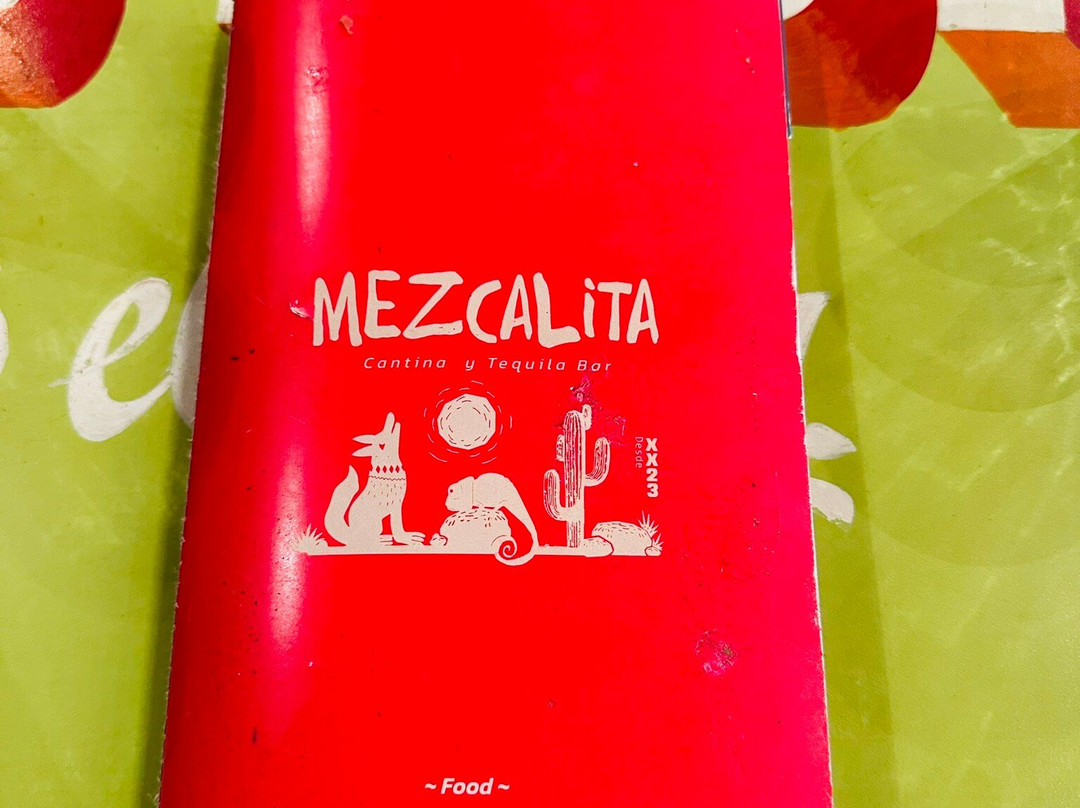 MEZCALiTA
Cantina y Tequila Bar
Desde
XX23
~Food~